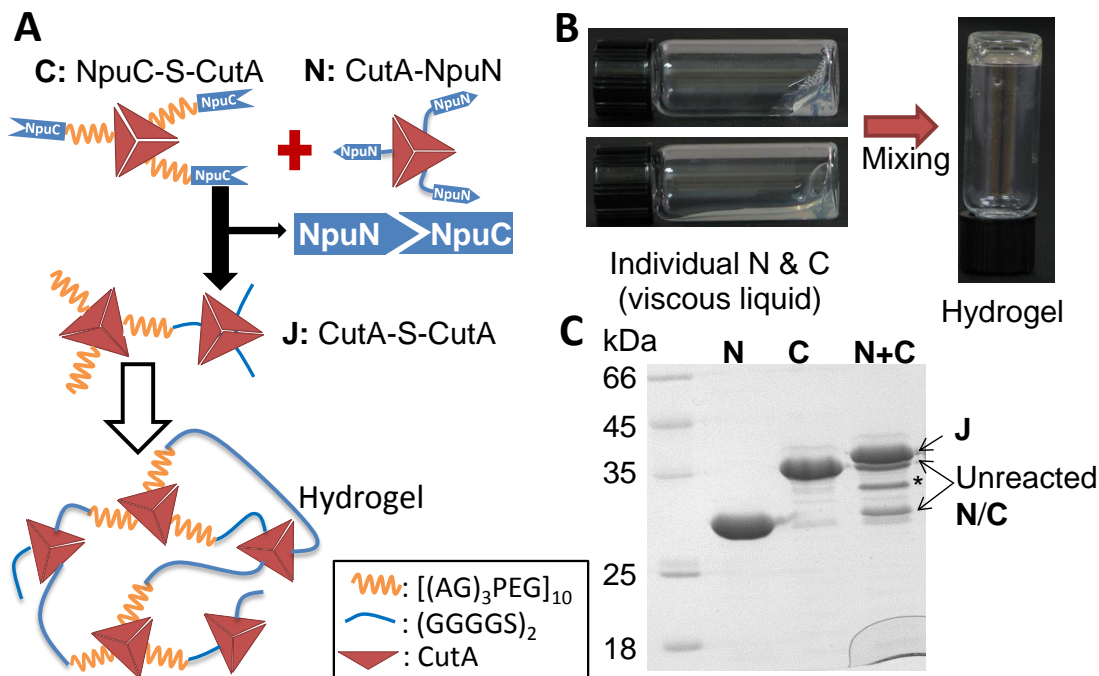 A
C: NpuC-S-CutA
N: CutA-NpuN
NpuC
NpuC
NpuC
NpuN
NpuN
NpuN
NpuN
NpuC
J: CutA-S-CutA
Hydrogel
: [(AG)₃PEG]₁₀
: (GGGGS)₂
: CutA
B
Mixing
Individual N & C
(viscous liquid)
Hydrogel
C
kDa
N
C
N+C
66
45
35
25
18
J
*
Unreacted
N/C